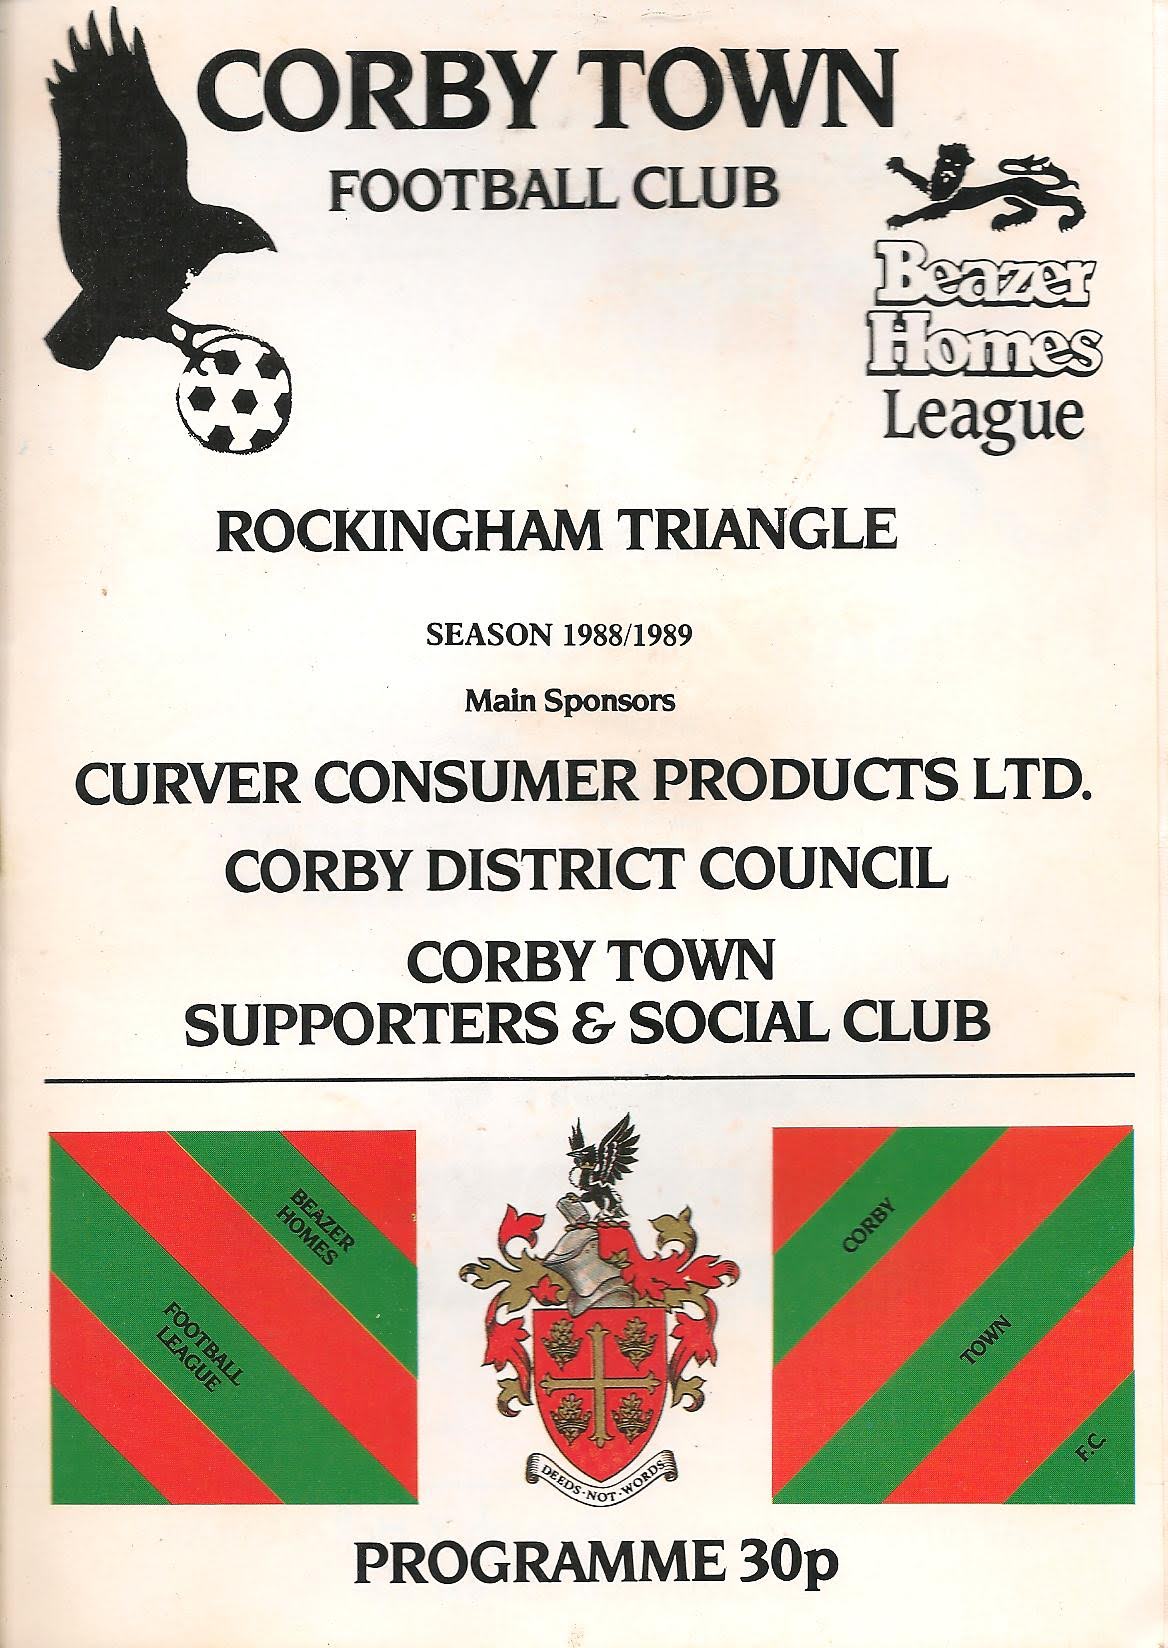 CORBY TOWN
FOOTBALL CLUB
Beazer
Homes
League
ROCKINGHAM TRIANGLE
SEASON 1988/1989
Main Sponsors
CURVER CONSUMER PRODUCTS LTD.
CORBY DISTRICT COUNCIL
CORBY TOWN
SUPPORTERS & SOCIAL CLUB
BEAZER
HOMES
FOOTBALL
LEAGUE
DEEDS·NOT·WORDS
CORBY
TOWN
F.C.
PROGRAMME 30p